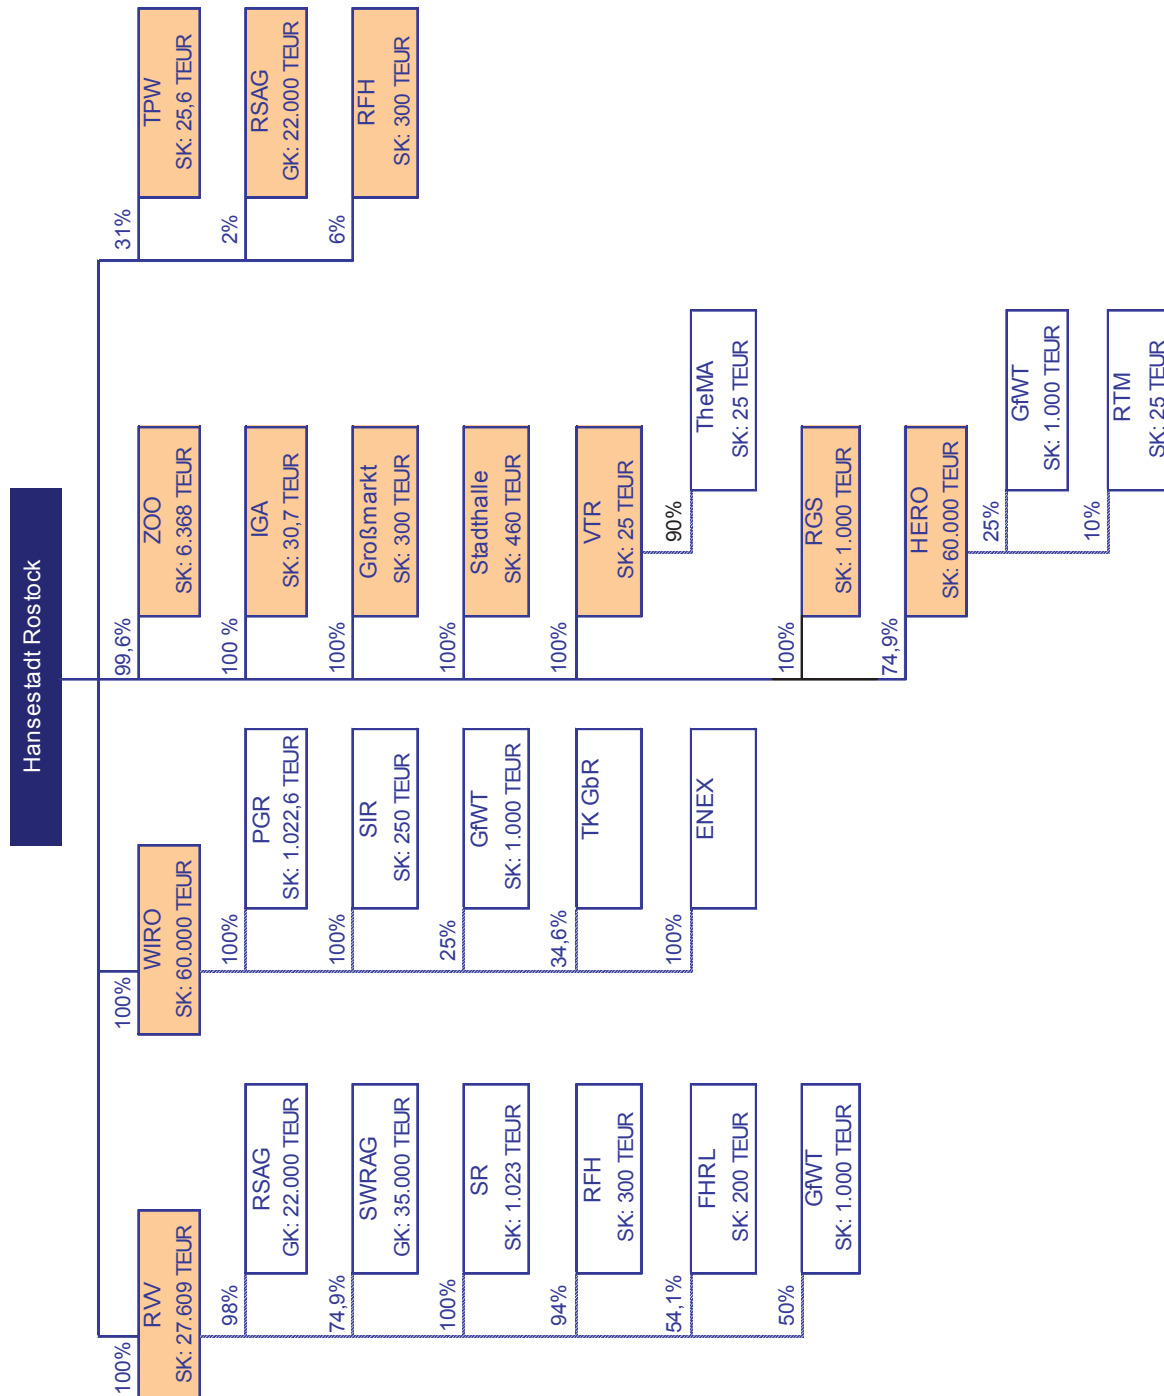 Hansestadt Rostock
100%
RVV
SK: 27.609 TEUR
98%
RSAG
GK: 22.000 TEUR
74,9%
SWRAG
GK: 35.000 TEUR
100%
SR
SK: 1.023 TEUR
94%
RFH
SK: 300 TEUR
54,1%
FHRL
SK: 200 TEUR
50%
GfWT
SK: 1.000 TEUR
100%
WIRO
SK: 60.000 TEUR
100%
PGR
SK: 1.022,6 TEUR
100%
SIR
SK: 250 TEUR
25%
GfWT
SK: 1.000 TEUR
34,6%
TK GbR
100%
ENEX
99,6%
ZOO
SK: 6.368 TEUR
100 %
IGA
SK: 30,7 TEUR
100%
Großmarkt
SK: 300 TEUR
100%
Stadthalle
SK: 460 TEUR
100%
VTR
SK: 25 TEUR
90%
TheMA
SK: 25 TEUR
100%
RGS
SK: 1.000 TEUR
74,9%
HERO
SK: 60.000 TEUR
25%
GfWT
SK: 1.000 TEUR
10%
RTM
SK: 25 TEUR
31%
TPW
SK: 25,6 TEUR
2%
RSAG
GK: 22.000 TEUR
6%
RFH
SK: 300 TEUR